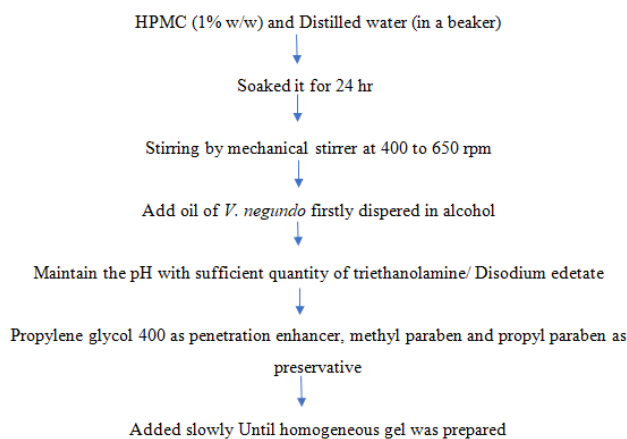 HPMC (1% w/w) and Distilled water (in a beaker)
Soaked it for 24 hr
Stirring by mechanical stirrer at 400 to 650 rpm
Add oil of V. negundo firstly dispered in alcohol
Maintain the pH with sufficient quantity of triethanolamine/ Disodium edetate
Propylene glycol 400 as penetration enhancer, methyl paraben and propyl paraben as
preservative
Added slowly Until homogeneous gel was prepared